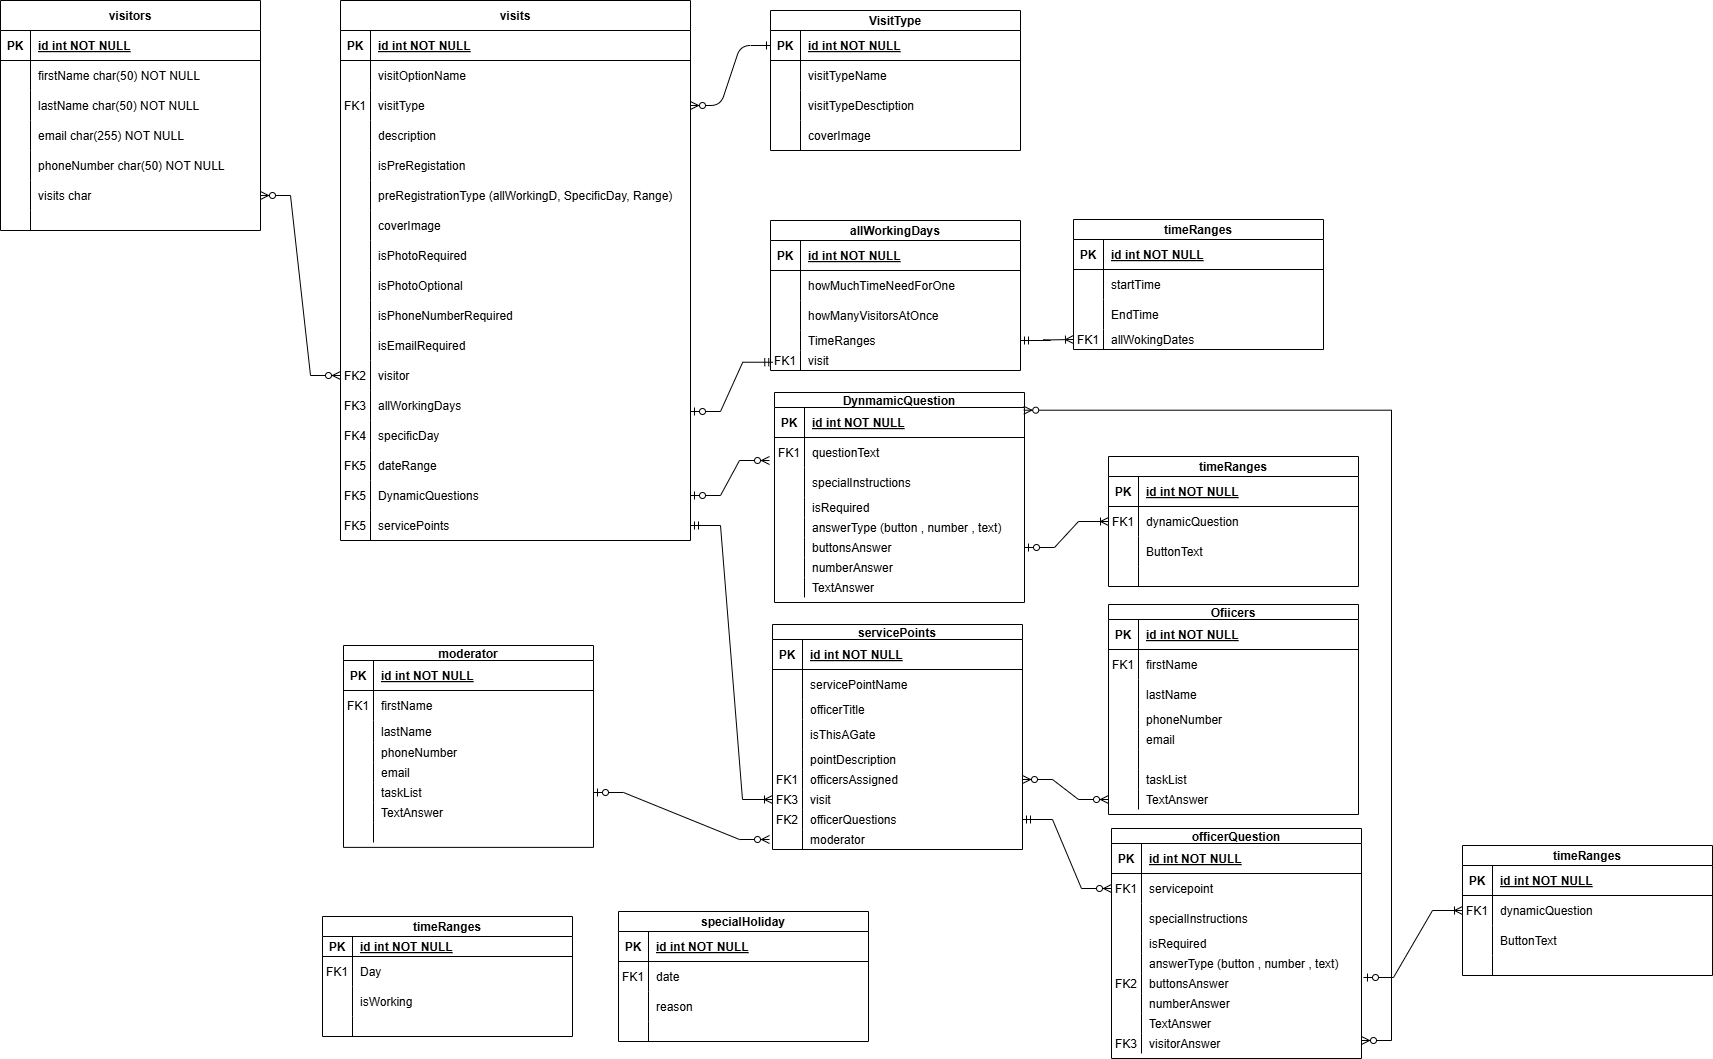 visitors
PK id int NOT NULL
firstName char(50) NOT NULL
lastName char(50) NOT NULL
email char(255) NOT NULL
phoneNumber char(50) NOT NULL
visits char
visits
PK id int NOT NULL
visitOptionName
FK1 visitType
description
isPreRegistation
preRegistrationType (allWorkingD, SpecificDay, Range)
coverImage
isPhotoRequired
isPhotoOptional
isPhoneNumberRequired
isEmailRequired
FK2 visitor
FK3 allWorkingDays
FK4 specificDay
FK5 dateRange
FK5 DynamicQuestions
FK5 servicePoints
VisitType
PK id int NOT NULL
visitTypeName
visitTypeDesctiption
coverImage
allWorkingDays
PK id int NOT NULL
howMuchTimeNeedForOne
howManyVisitorsAtOnce
TimeRanges
FK1 visit
timeRanges
PK id int NOT NULL
startTime
EndTime
FK1 allWokingDates
DynmamicQuestion
PK id int NOT NULL
FK1 questionText
specialInstructions
isRequired
answerType (button , number , text)
buttonsAnswer
numberAnswer
TextAnswer
timeRanges
PK id int NOT NULL
FK1 dynamicQuestion
ButtonText
moderator
PK id int NOT NULL
FK1 firstName
lastName
phoneNumber
email
taskList
TextAnswer
servicePoints
PK id int NOT NULL
servicePointName
officerTitle
isThisAGate
pointDescription
FK1 officersAssigned
FK3 visit
FK2 officerQuestions
moderator
Ofiicers
PK id int NOT NULL
FK1 firstName
lastName
phoneNumber
email
taskList
TextAnswer
officerQuestion
PK id int NOT NULL
FK1 servicepoint
specialInstructions
isRequired
answerType (button , number , text)
FK2 buttonsAnswer
numberAnswer
TextAnswer
FK3 visitorAnswer
timeRanges
PK id int NOT NULL
FK1 dynamicQuestion
ButtonText
timeRanges
PK id int NOT NULL
FK1 Day
isWorking
specialHoliday
PK id int NOT NULL
FK1 date
reason